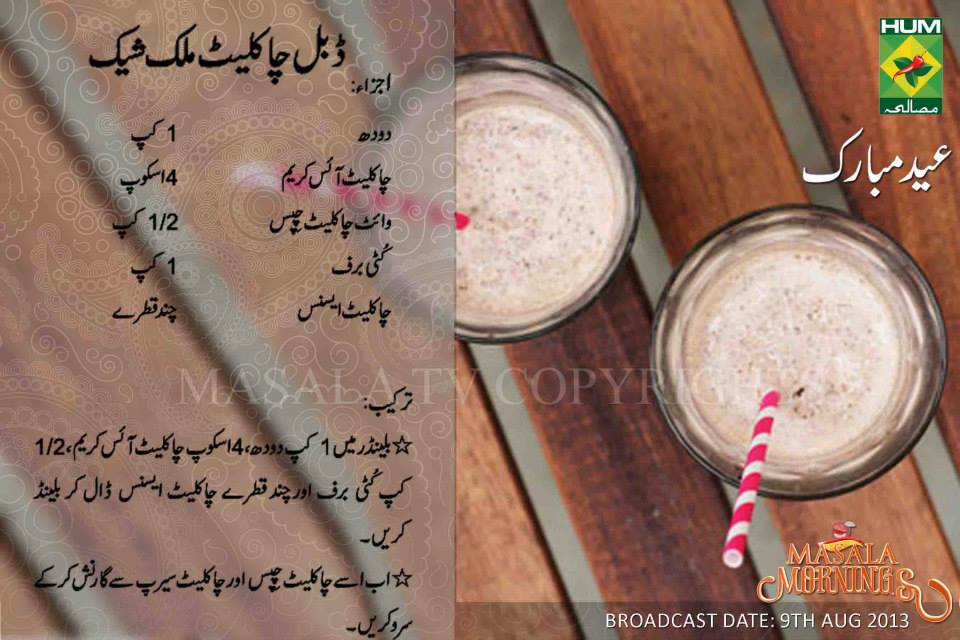 ڈبل چاکلیٹ ملک شیک
اجزاء:
دودھ 1 کپ
چاکلیٹ آئس کریم 4 اسکوپ
وائٹ چاکلیٹ چپس 1/2 کپ
کُٹی برف 1 کپ
چاکلیٹ ایسنس چند قطرے
ترکیب:
☆ بلینڈر میں 1 کپ دودھ، 4 اسکوپ چاکلیٹ آئس کریم، 1/2
کپ کُٹی برف اور چند قطرے چاکلیٹ ایسنس ڈال کر بلینڈ
کریں۔
☆ اب اسے چاکلیٹ چپس اور چاکلیٹ سیرپ سے گارنش کر کے
سرو کریں۔
HUM
مصالحہ
عید مبارک
MASALA TV COPYRIGHTS
MASALA
MORNINGS
BROADCAST DATE: 9TH AUG 2013